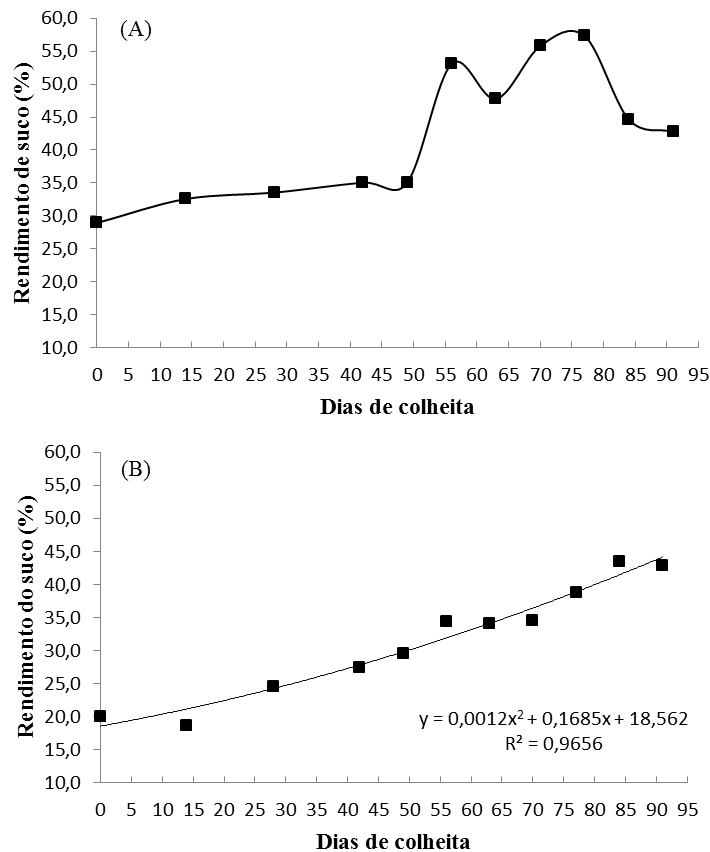 (A)
Rendimento de suco (%)
60,0
55,0
50,0
45,0
40,0
35,0
30,0
25,0
20,0
15,0
10,0
0 5 10 15 20 25 30 35 40 45 50 55 60 65 70 75 80 85 90 95
Dias de colheita
(B)
Rendimento do suco (%)
60,0
55,0
50,0
45,0
40,0
35,0
30,0
25,0
20,0
15,0
10,0
y = 0,0012x² + 0,1685x + 18,562
R² = 0,9656
0 5 10 15 20 25 30 35 40 45 50 55 60 65 70 75 80 85 90 95
Dias de colheita